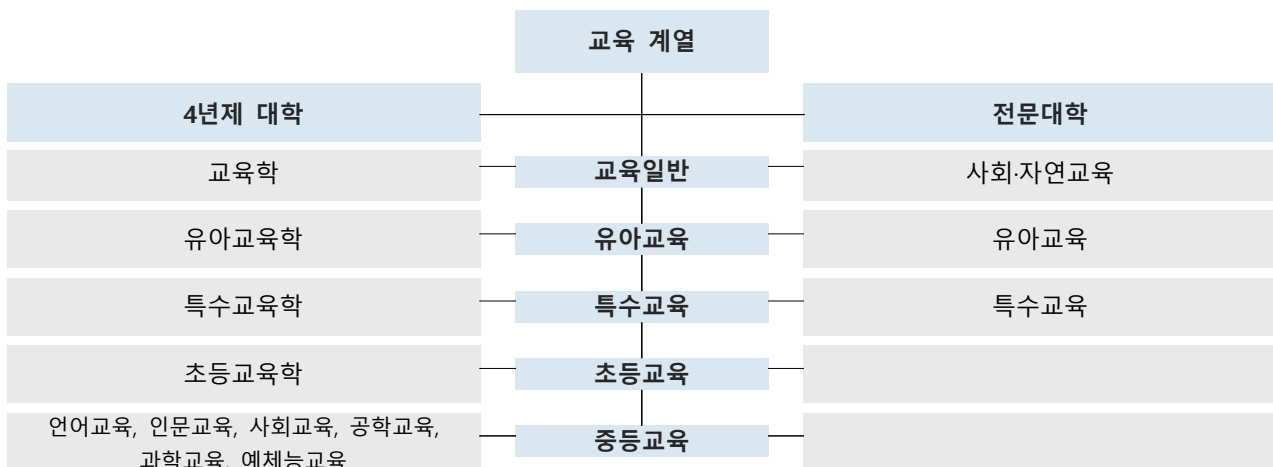 교육 계열
4년제 대학
전문대학
교육학
교육일반
사회·자연교육
유아교육학
유아교육
유아교육
특수교육학
특수교육
특수교육
초등교육학
초등교육
언어교육, 인문교육, 사회교육, 공학교육,
과학교육, 예체능교육
중등교육